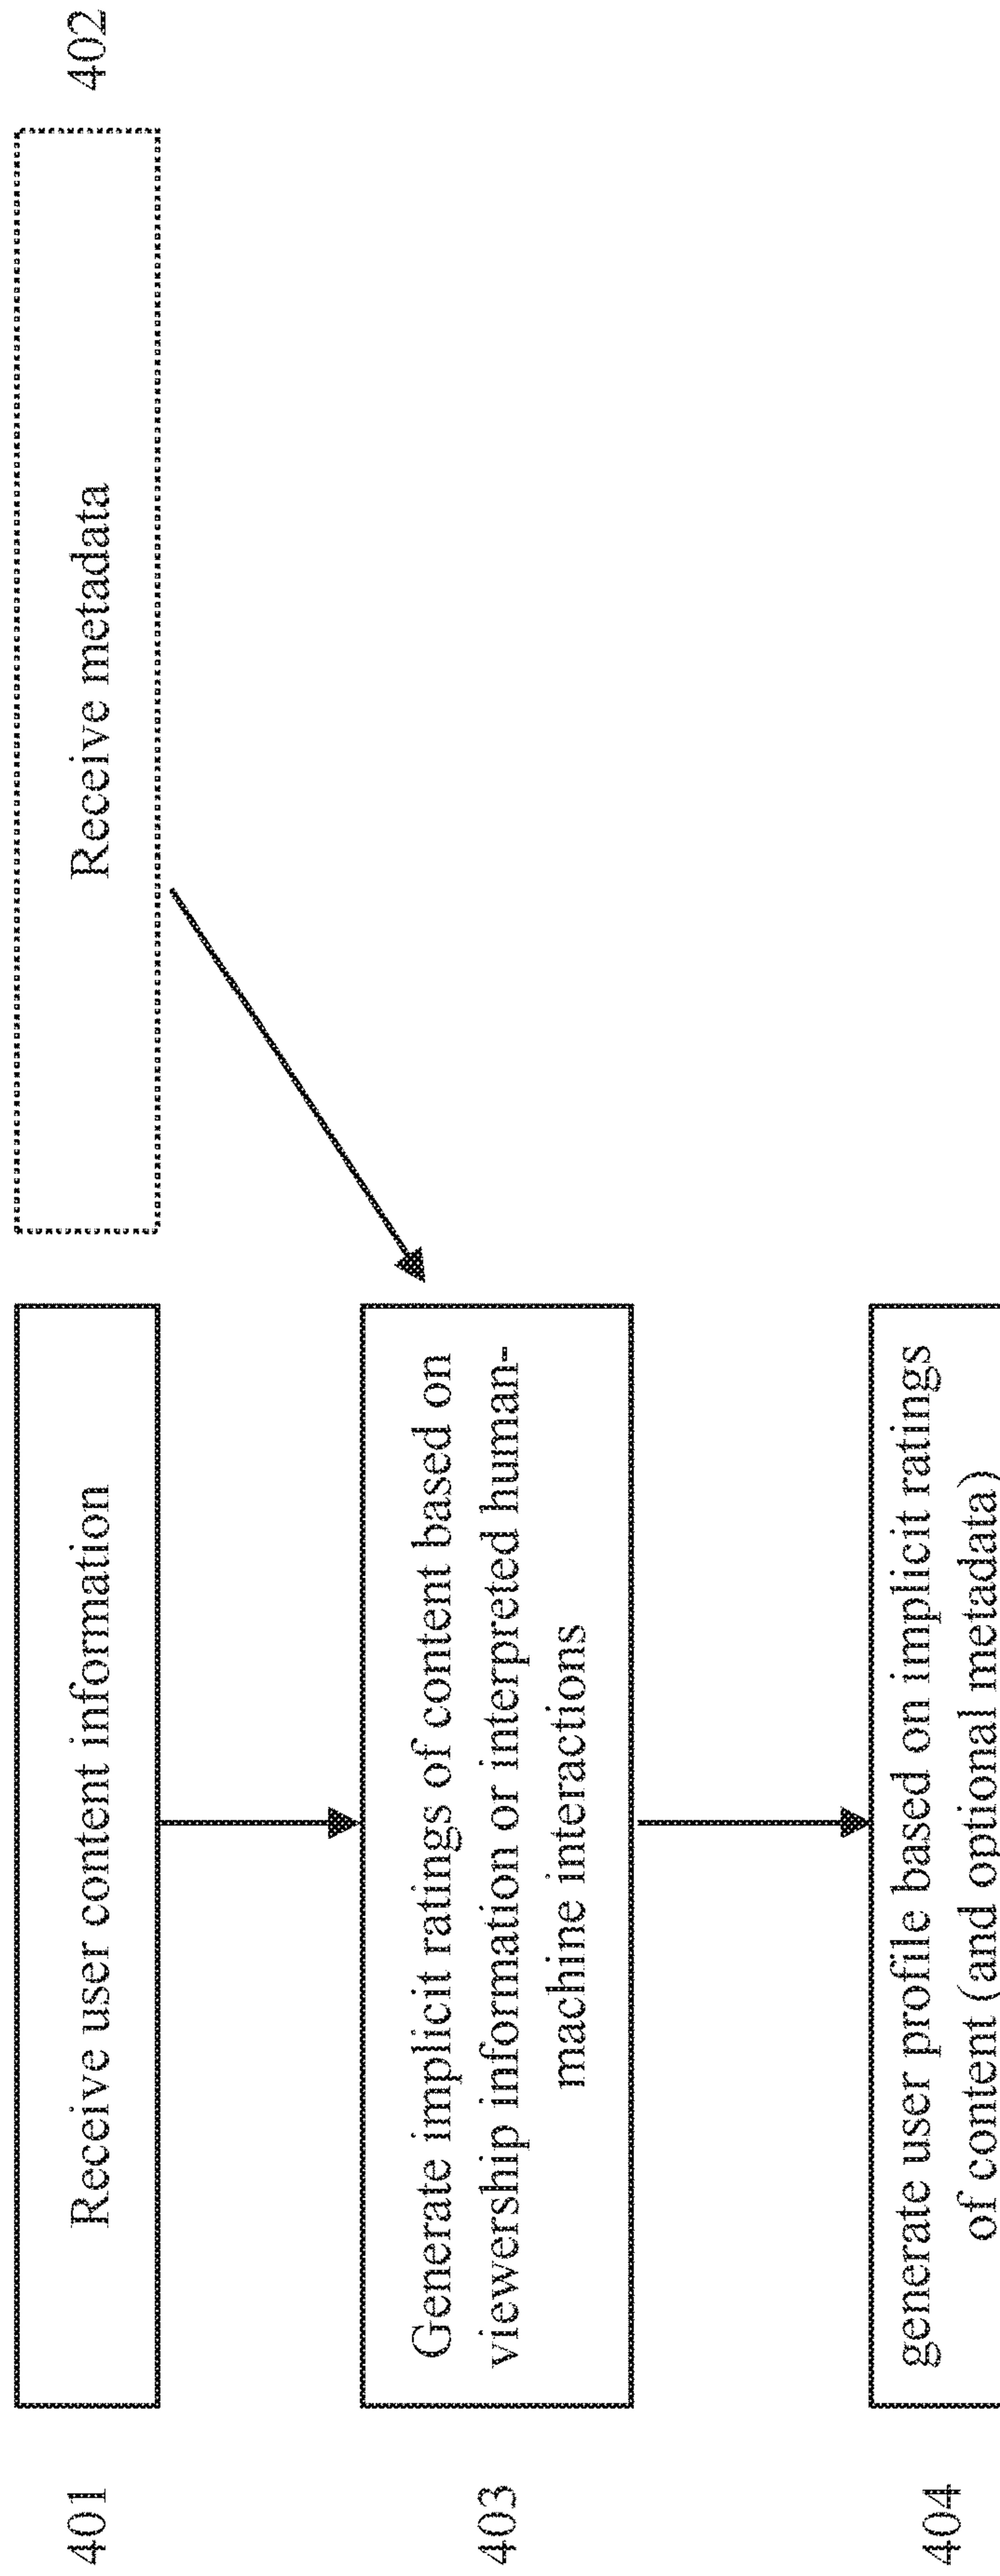 401
Receive user content information
Receive metadata
402
403
Generate implicit ratings of content based on
viewership information or interpreted human-
machine interactions
404
generate user profile based on implicit ratings
of content (and optional metadata)